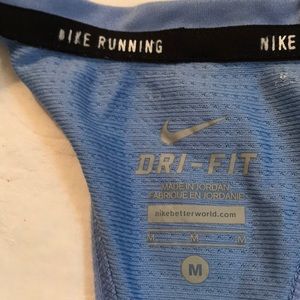 NIKE RUNNING NIKE
DRI-FIT
MADE IN JORDAN
FABRIQUÉ EN JORDANIE
nikebetterworld.com
M M M
M